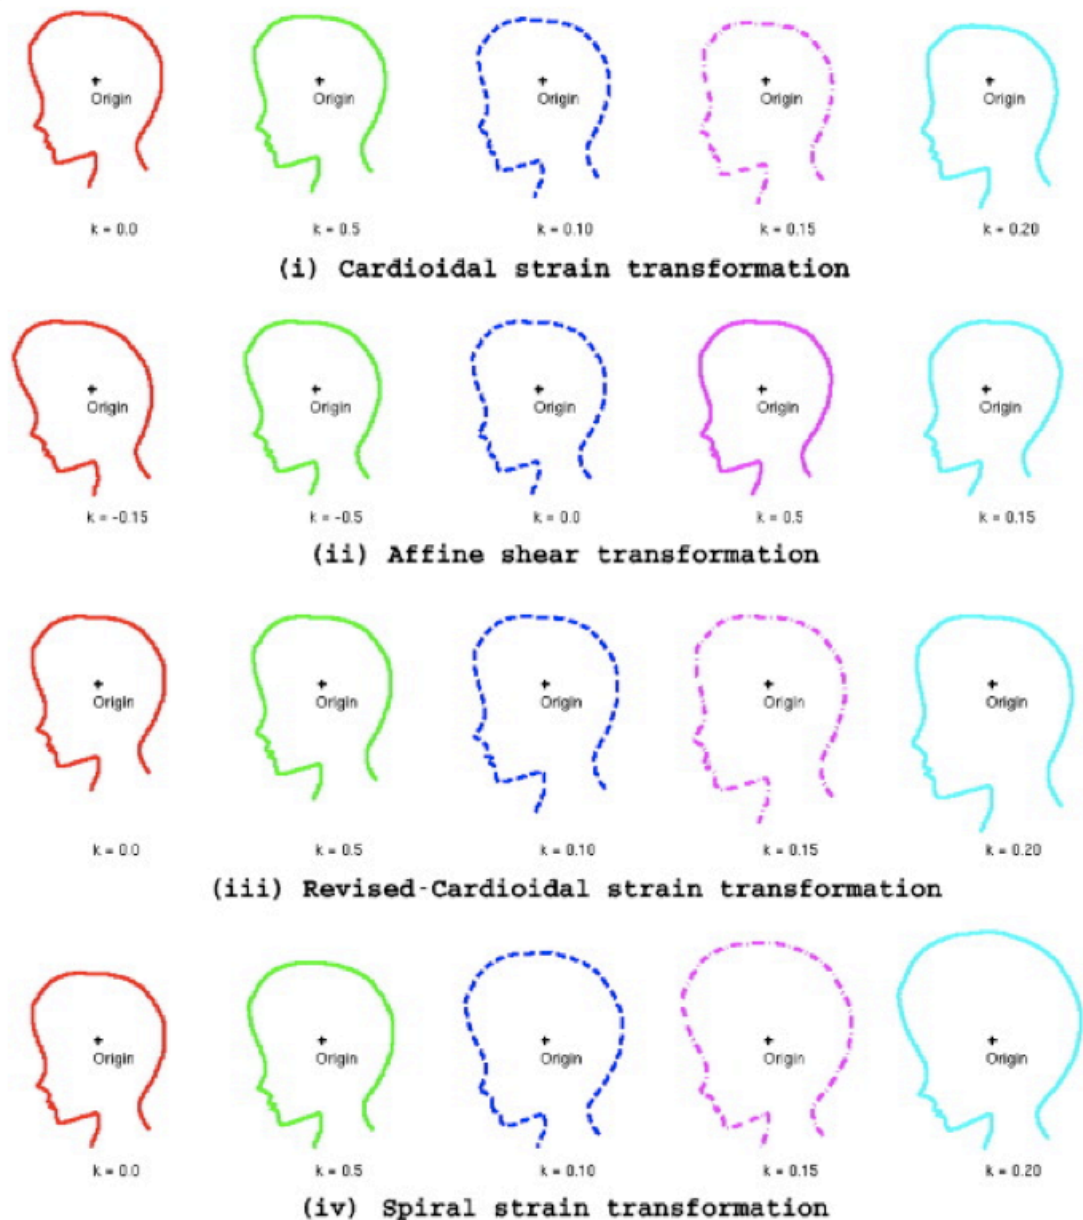 Origin Origin Origin Origin Origin
k = 0.0 k = 0.5 k = 0.10 k = 0.15 k = 0.20
(i) Cardioidal strain transformation
Origin Origin Origin Origin Origin
k = -0.15 k = -0.5 k = 0.0 k = 0.5 k = 0.15
(ii) Affine shear transformation
Origin Origin Origin Origin Origin
k = 0.0 k = 0.5 k = 0.10 k = 0.15 k = 0.20
(iii) Revised-Cardioidal strain transformation
Origin Origin Origin Origin Origin
k = 0.0 k = 0.5 k = 0.10 k = 0.15 k = 0.20
(iv) Spiral strain transformation